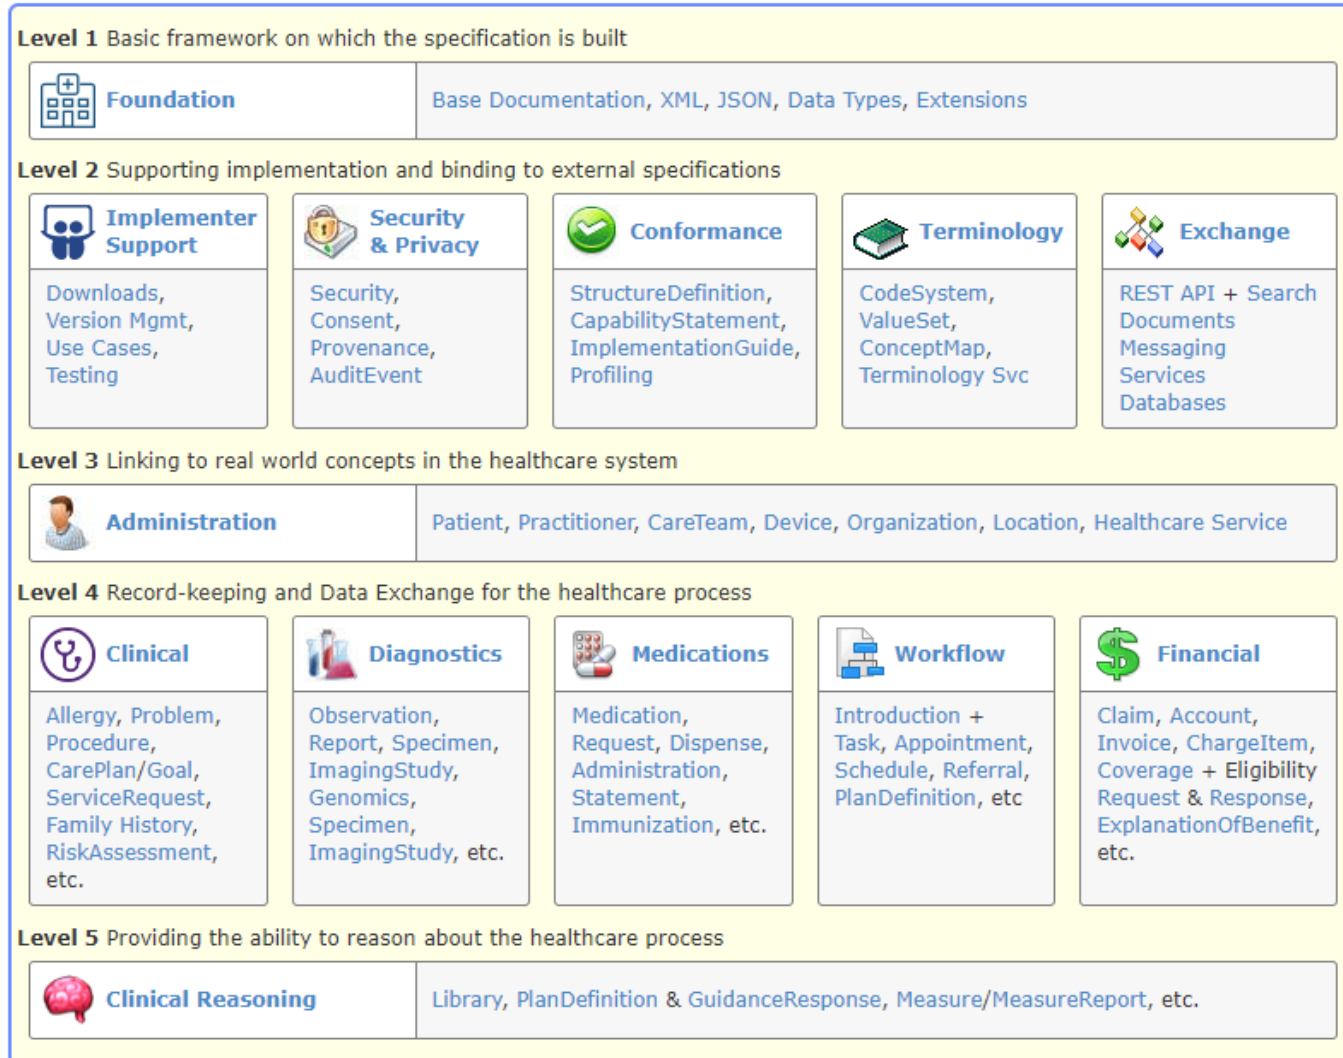 Level 1 Basic framework on which the specification is built
Foundation
Base Documentation, XML, JSON, Data Types, Extensions
Level 2 Supporting implementation and binding to external specifications
Implementer
Support
Downloads,
Version Mgmt,
Use Cases,
Testing
Security
& Privacy
Security,
Consent,
Provenance,
AuditEvent
Conformance
StructureDefinition,
CapabilityStatement,
ImplementationGuide,
Profiling
Terminology
CodeSystem,
ValueSet,
ConceptMap,
Terminology Svc
Exchange
REST API + Search
Documents
Messaging
Services
Databases
Level 3 Linking to real world concepts in the healthcare system
Administration
Patient, Practitioner, CareTeam, Device, Organization, Location, Healthcare Service
Level 4 Record-keeping and Data Exchange for the healthcare process
Clinical
Allergy, Problem,
Procedure,
CarePlan/Goal,
ServiceRequest,
Family History,
RiskAssessment,
etc.
Diagnostics
Observation,
Report, Specimen,
ImagingStudy,
Genomics,
Specimen,
ImagingStudy, etc.
Medications
Medication,
Request, Dispense,
Administration,
Statement,
Immunization, etc.
Workflow
Introduction +
Task, Appointment,
Schedule, Referral,
PlanDefinition, etc
Financial
Claim, Account,
Invoice, ChargeItem,
Coverage + Eligibility
Request & Response,
ExplanationOfBenefit,
etc.
Level 5 Providing the ability to reason about the healthcare process
Clinical Reasoning
Library, PlanDefinition & GuidanceResponse, Measure/MeasureReport, etc.